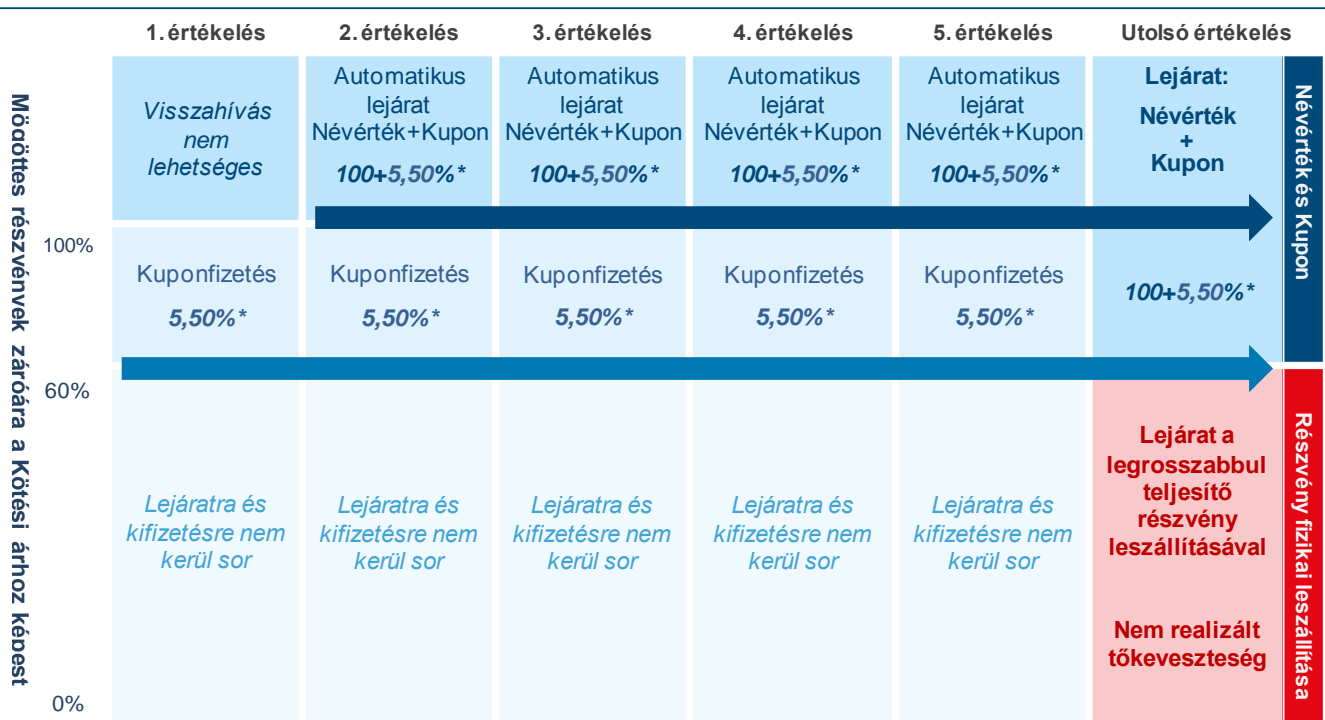 1. értékelés
2. értékelés
3. értékelés
4. értékelés
5. értékelés
Utolsó értékelés
Mögöttes részvények záróára a Kötési árhoz képest
100%
60%
0%
Visszahívás
nem
lehetséges
Automatikus
lejárat
Névérték+Kupon
100+5,50%*
Automatikus
lejárat
Névérték+Kupon
100+5,50%*
Automatikus
lejárat
Névérték+Kupon
100+5,50%*
Automatikus
lejárat
Névérték+Kupon
100+5,50%*
Lejárat:
Névérték
+
Kupon
Kuponfizetés
5,50%*
Kuponfizetés
5,50%*
Kuponfizetés
5,50%*
Kuponfizetés
5,50%*
Kuponfizetés
5,50%*
100+5,50%*
Névérték és Kupon
Lejáratra és
kifizetésre nem
kerül sor
Lejáratra és
kifizetésre nem
kerül sor
Lejáratra és
kifizetésre nem
kerül sor
Lejáratra és
kifizetésre nem
kerül sor
Lejáratra és
kifizetésre nem
kerül sor
Lejárat a
legrosszabbul
teljesítő
részvény
leszállításával
Nem realizált
tőkeveszteség
Részvény fizikai leszállítása